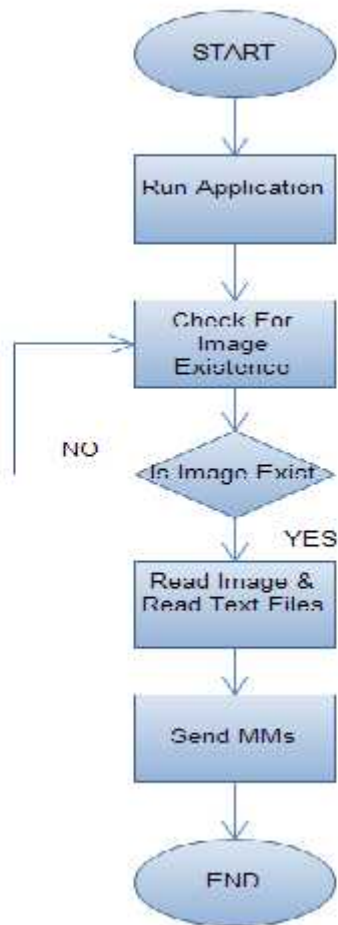 START
Run Application
Check For
Image
Existence
NO
Is Image Exist
YES
Read Image &
Read Text Files
Send MMs
END